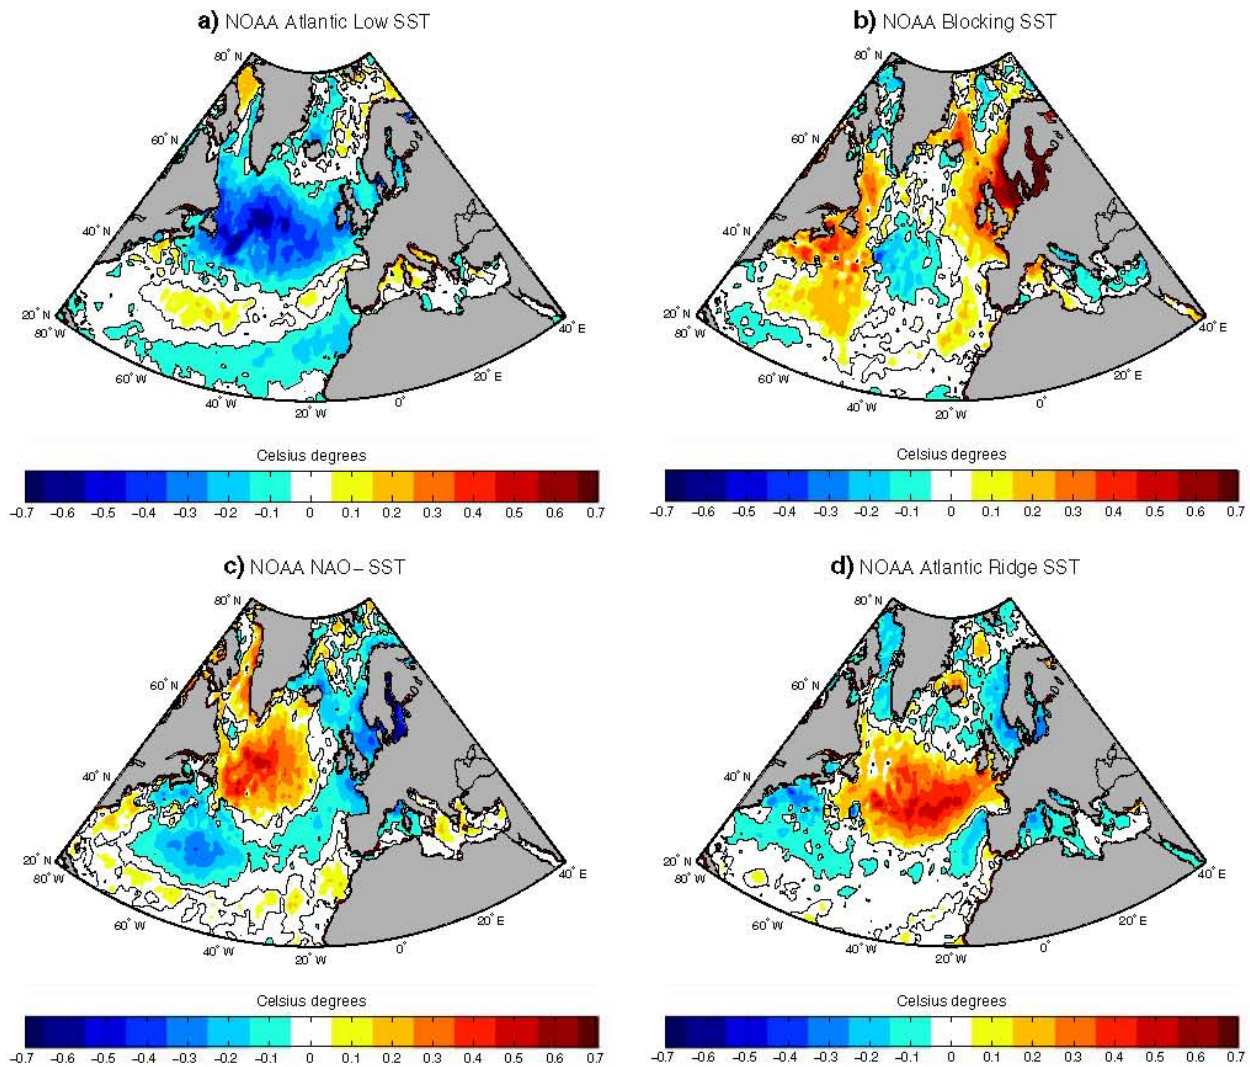 a) NOAA Atlantic Low SST
80° N
60° N
40° N
20° N
80° W
60° W
40° W
20° W
0°
20° E
40° E
Celsius degrees
−0.7 −0.6 −0.5 −0.4 −0.3 −0.2 −0.1 0 0.1 0.2 0.3 0.4 0.5 0.6 0.7
b) NOAA Blocking SST
80° N
60° N
40° N
20° N
80° W
60° W
40° W
20° W
0°
20° E
40° E
Celsius degrees
−0.7 −0.6 −0.5 −0.4 −0.3 −0.2 −0.1 0 0.1 0.2 0.3 0.4 0.5 0.6 0.7
c) NOAA NAO− SST
80° N
60° N
40° N
20° N
80° W
60° W
40° W
20° W
0°
20° E
40° E
Celsius degrees
−0.7 −0.6 −0.5 −0.4 −0.3 −0.2 −0.1 0 0.1 0.2 0.3 0.4 0.5 0.6 0.7
d) NOAA Atlantic Ridge SST
80° N
60° N
40° N
20° N
80° W
60° W
40° W
20° W
0°
20° E
40° E
Celsius degrees
−0.7 −0.6 −0.5 −0.4 −0.3 −0.2 −0.1 0 0.1 0.2 0.3 0.4 0.5 0.6 0.7